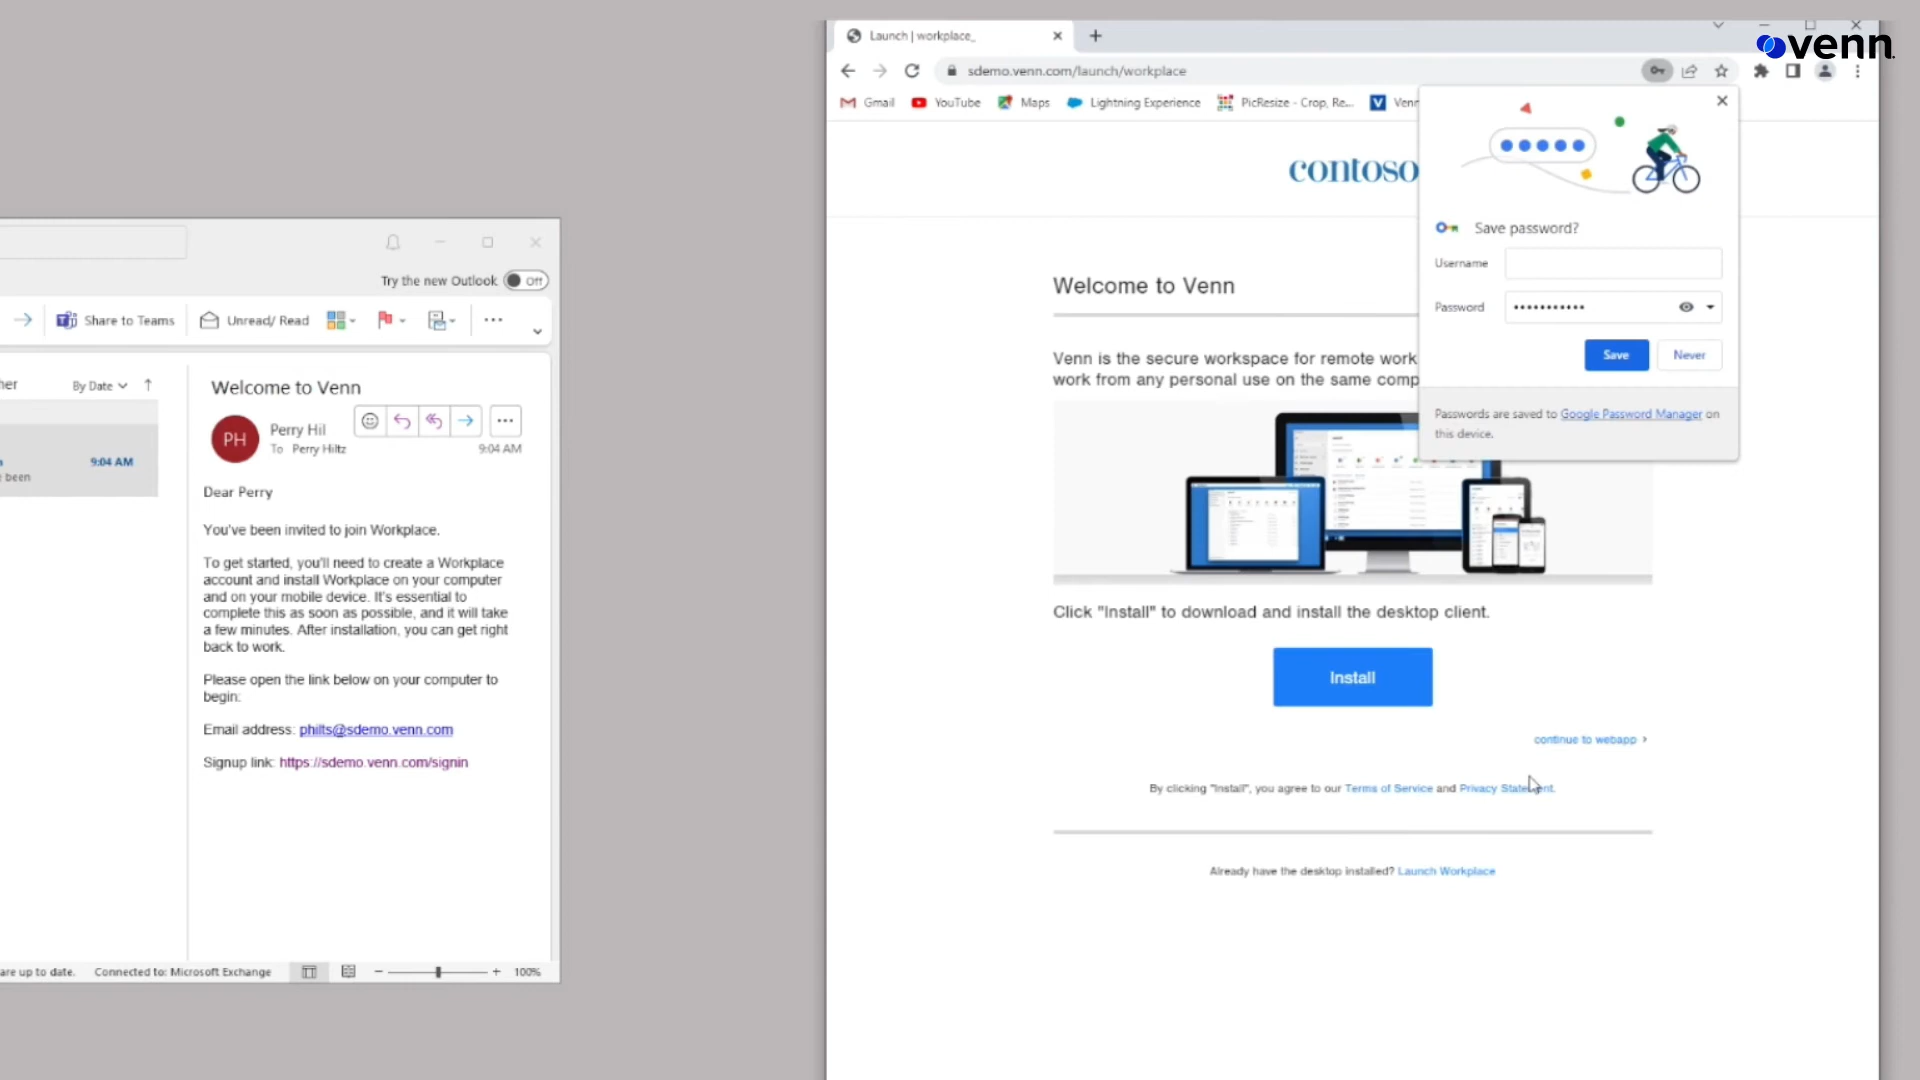 venn
Try the new Outlook Off
Share to Teams
Unread/ Read
By Date
9:04 AM
been
Welcome to Venn
PH
Perry Hil
To Perry Hiltz
9:04 AM
Dear Perry
You've been invited to join Workplace.
To get started, you'll need to create a Workplace
account and install Workplace on your computer
and on your mobile device. It's essential to
complete this as soon as possible, and it will take
a few minutes. After installation, you can get right
back to work.
Please open the link below on your computer to
begin:
Email address: philts@sdemo.venn.com
Signup link: https://sdemo.venn.com/signin
are up to date.
Connected to: Microsoft Exchange
100%
Launch | workplace_
sdemo.venn.com/launch/workplace
Gmail
YouTube
Maps
Lightning Experience
PicResize - Crop, Re...
Venn
contoso
Welcome to Venn
Venn is the secure workspace for remote work
work from any personal use on the same comp
Save password?
Username
Password
Save
Never
Passwords are saved to Google Password Manager on
this device.
Click "Install" to download and install the desktop client.
Install
continue to webapp >
By clicking "Install", you agree to our Terms of Service and Privacy Statement.
Already have the desktop installed? Launch Workplace